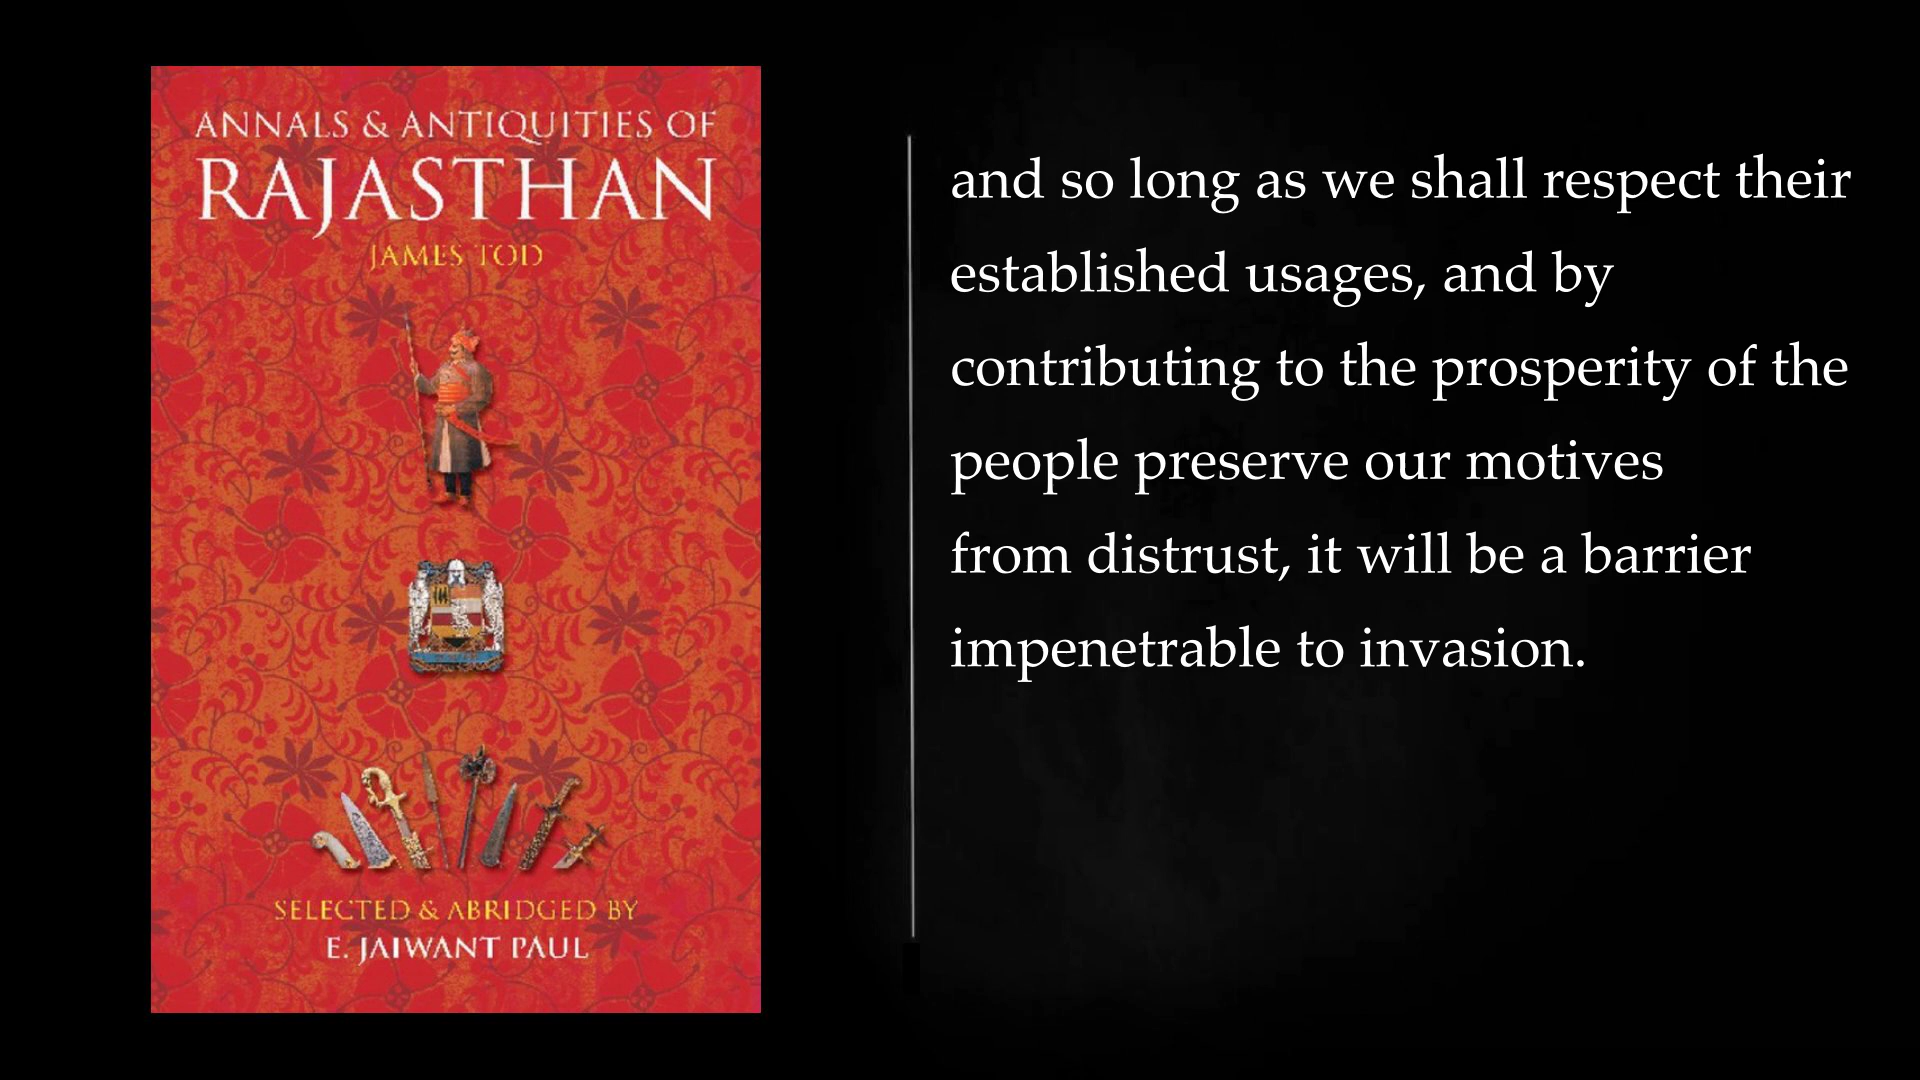 ANNALS & ANTIQUITIES OF
RAJASTHAN
JAMES TOD
SELECTED & ABRIDGED BY
E. JAIWANT PAUL
and so long as we shall respect their
established usages, and by
contributing to the prosperity of the
people preserve our motives
from distrust, it will be a barrier
impenetrable to invasion.